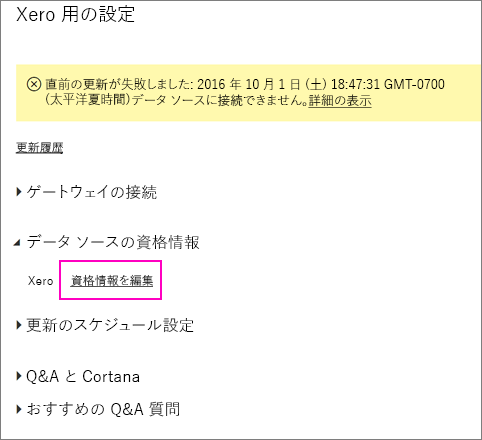 Xero 用の設定
直前の更新が失敗しました: 2016 年 10 月 1 日 (土) 18:47:31 GMT-0700
(太平洋夏時間)データ ソースに接続できません。詳細の表示
更新履歴
ゲートウェイの接続
データ ソースの資格情報
Xero 資格情報を編集
更新のスケジュール設定
Q&A と Cortana
おすすめの Q&A 質問